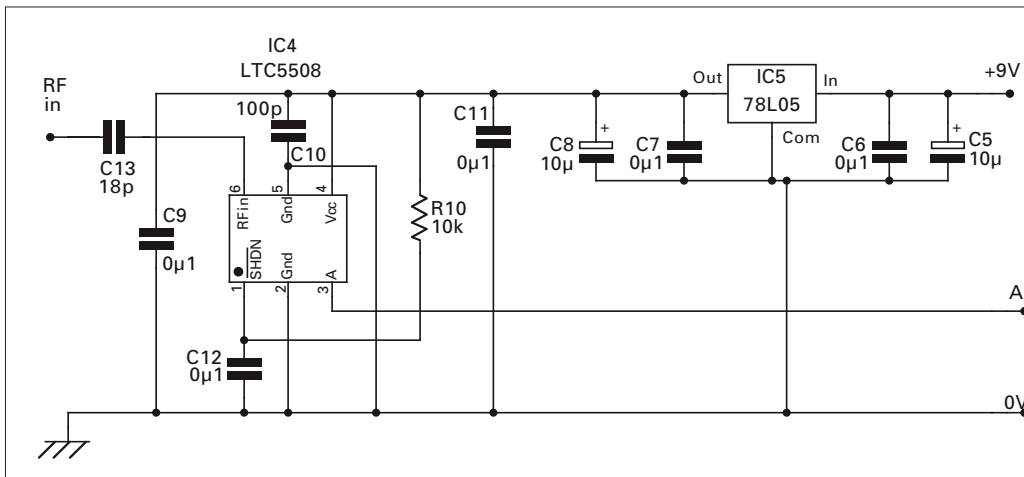 IC4
LTC5508
RF
in
C13
18p
100p
C10
C9
0µ1
6
5
4
RFin
Gnd
Vcc
SHDN
Gnd
A
1
2
3
C12
0µ1
R10
10k
C11
0µ1
C8
10µ
+
C7
0µ1
Out
IC5
78L05
In
Com
C6
0µ1
+
C5
10µ
+9V
A
0V